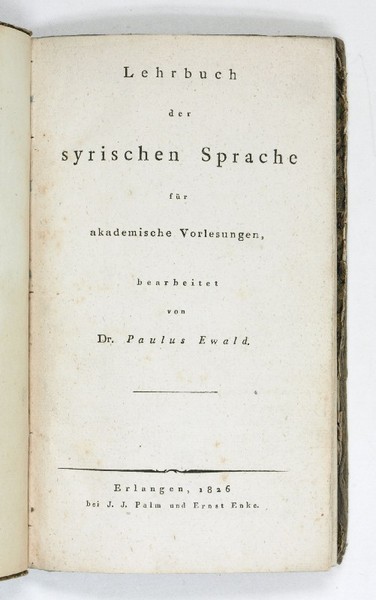 Lehrbuch
der
syrischen Sprache
für
akademische Vorlesungen,
bearbeitet
von
Dr. Paulus Ewald.
Erlangen, 1826
bei J. J. Palm und Ernst Enke.